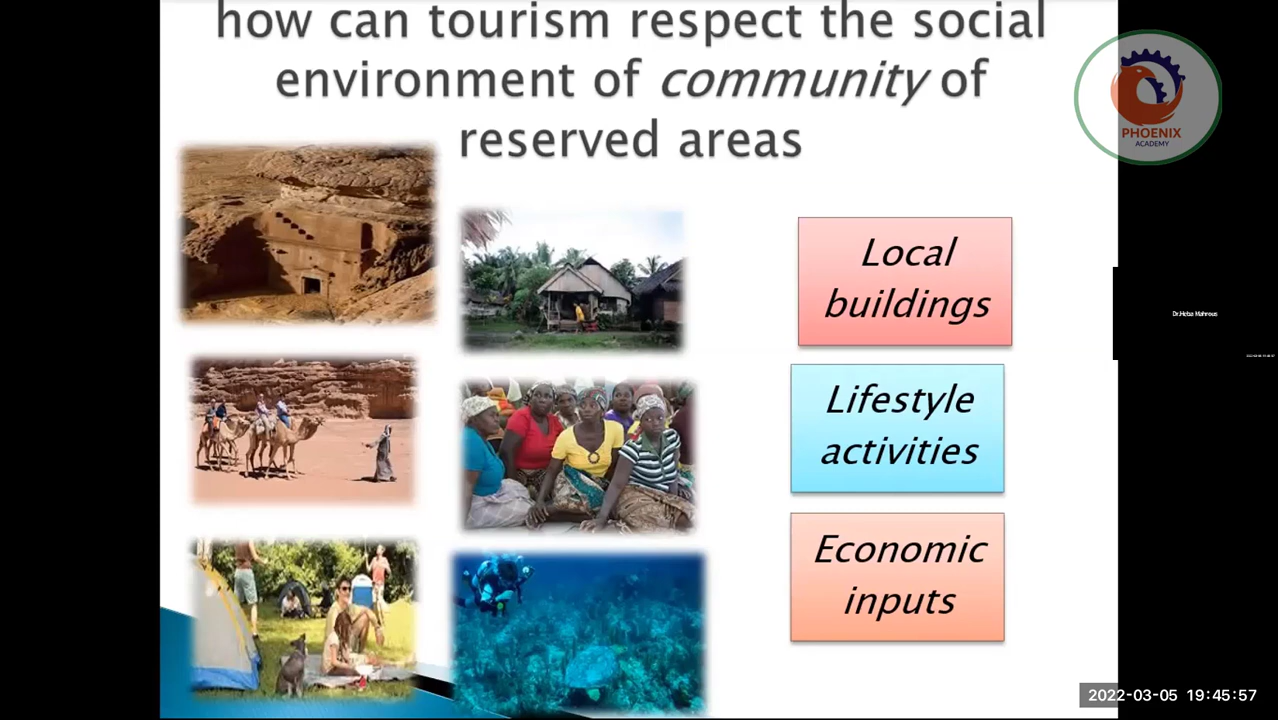 how can tourism respect the social
environment of community of
reserved areas
PHOENIX
ACADEMY
Local
buildings
Lifestyle
activities
Economic
inputs
Dr.Heba Mahrous
2022-03-05 19:45:57